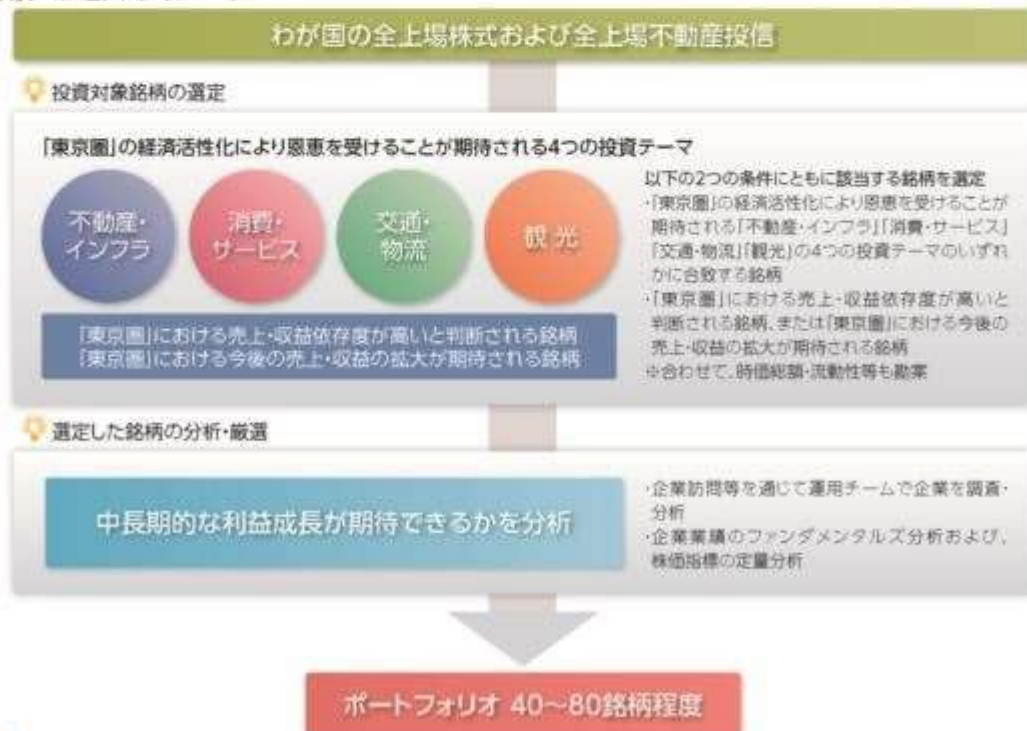 わが国の全上場株式および全上場不動産投信
投資対象銘柄の選定
「東京圏」の経済活性化により恩恵を受けることが期待される4つの投資テーマ
不動産・
インフラ
消費・
サービス
交通・
物流
観光
「東京圏」における売上・収益依存度が高いと判断される銘柄
「東京圏」における今後の売上・収益の拡大が期待される銘柄
以下の2つの条件にともに該当する銘柄を選定
・「東京圏」の経済活性化により恩恵を受けることが
期待される「不動産・インフラ」「消費・サービス」
「交通・物流」「観光」の4つの投資テーマのいずれ
かに合致する銘柄
・「東京圏」における売上・収益依存度が高いと
判断される銘柄、または「東京圏」における今後の
売上・収益の拡大が期待される銘柄
※合わせて、時価総額・流動性等も勘案
選定した銘柄の分析・厳選
中長期的な利益成長が期待できるかを分析
・企業訪問等を通じて運用チームで企業を調査・
分析
・企業業績のファンダメンタルズ分析および、
株価指標の定量分析
ポートフォリオ 40～80銘柄程度